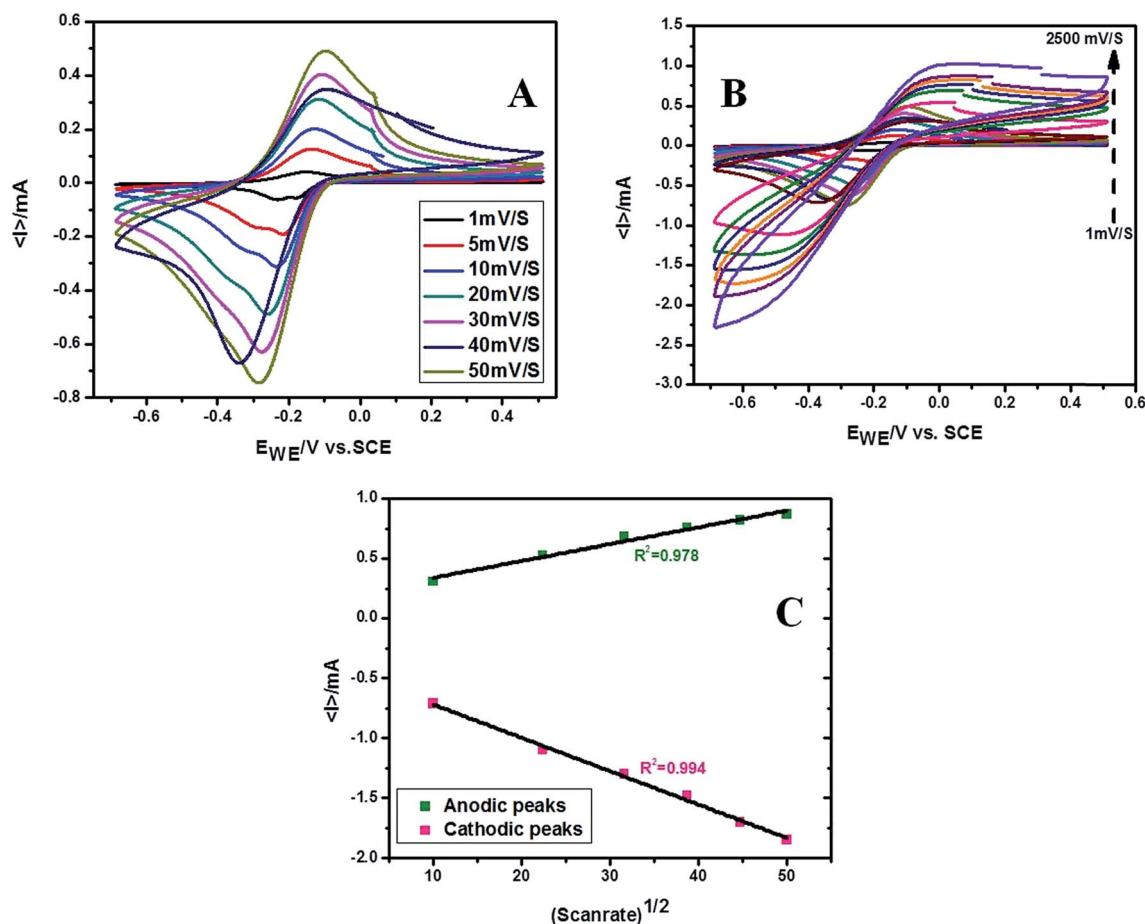 0.6
0.4
0.2
0.0
-0.2
-0.4
-0.6
-0.8
<I>/mA
A
1mV/S
5mV/S
10mV/S
20mV/S
30mV/S
40mV/S
50mV/S
-0.6 -0.4 -0.2 0.0 0.2 0.4
EWE/V vs.SCE
1.5
1.0
0.5
0.0
-0.5
-1.0
-1.5
-2.0
-2.5
-3.0
<I>/mA
B
2500 mV/S
1mV/S
-0.6 -0.4 -0.2 0.0 0.2 0.4 0.6
EWE/V vs. SCE
1.0
0.5
0.0
-0.5
-1.0
-1.5
-2.0
<I>/mA
R2=0.978
C
R2=0.994
Anodic peaks
Cathodic peaks
10 20 30 40 50
(Scanrate)1/2